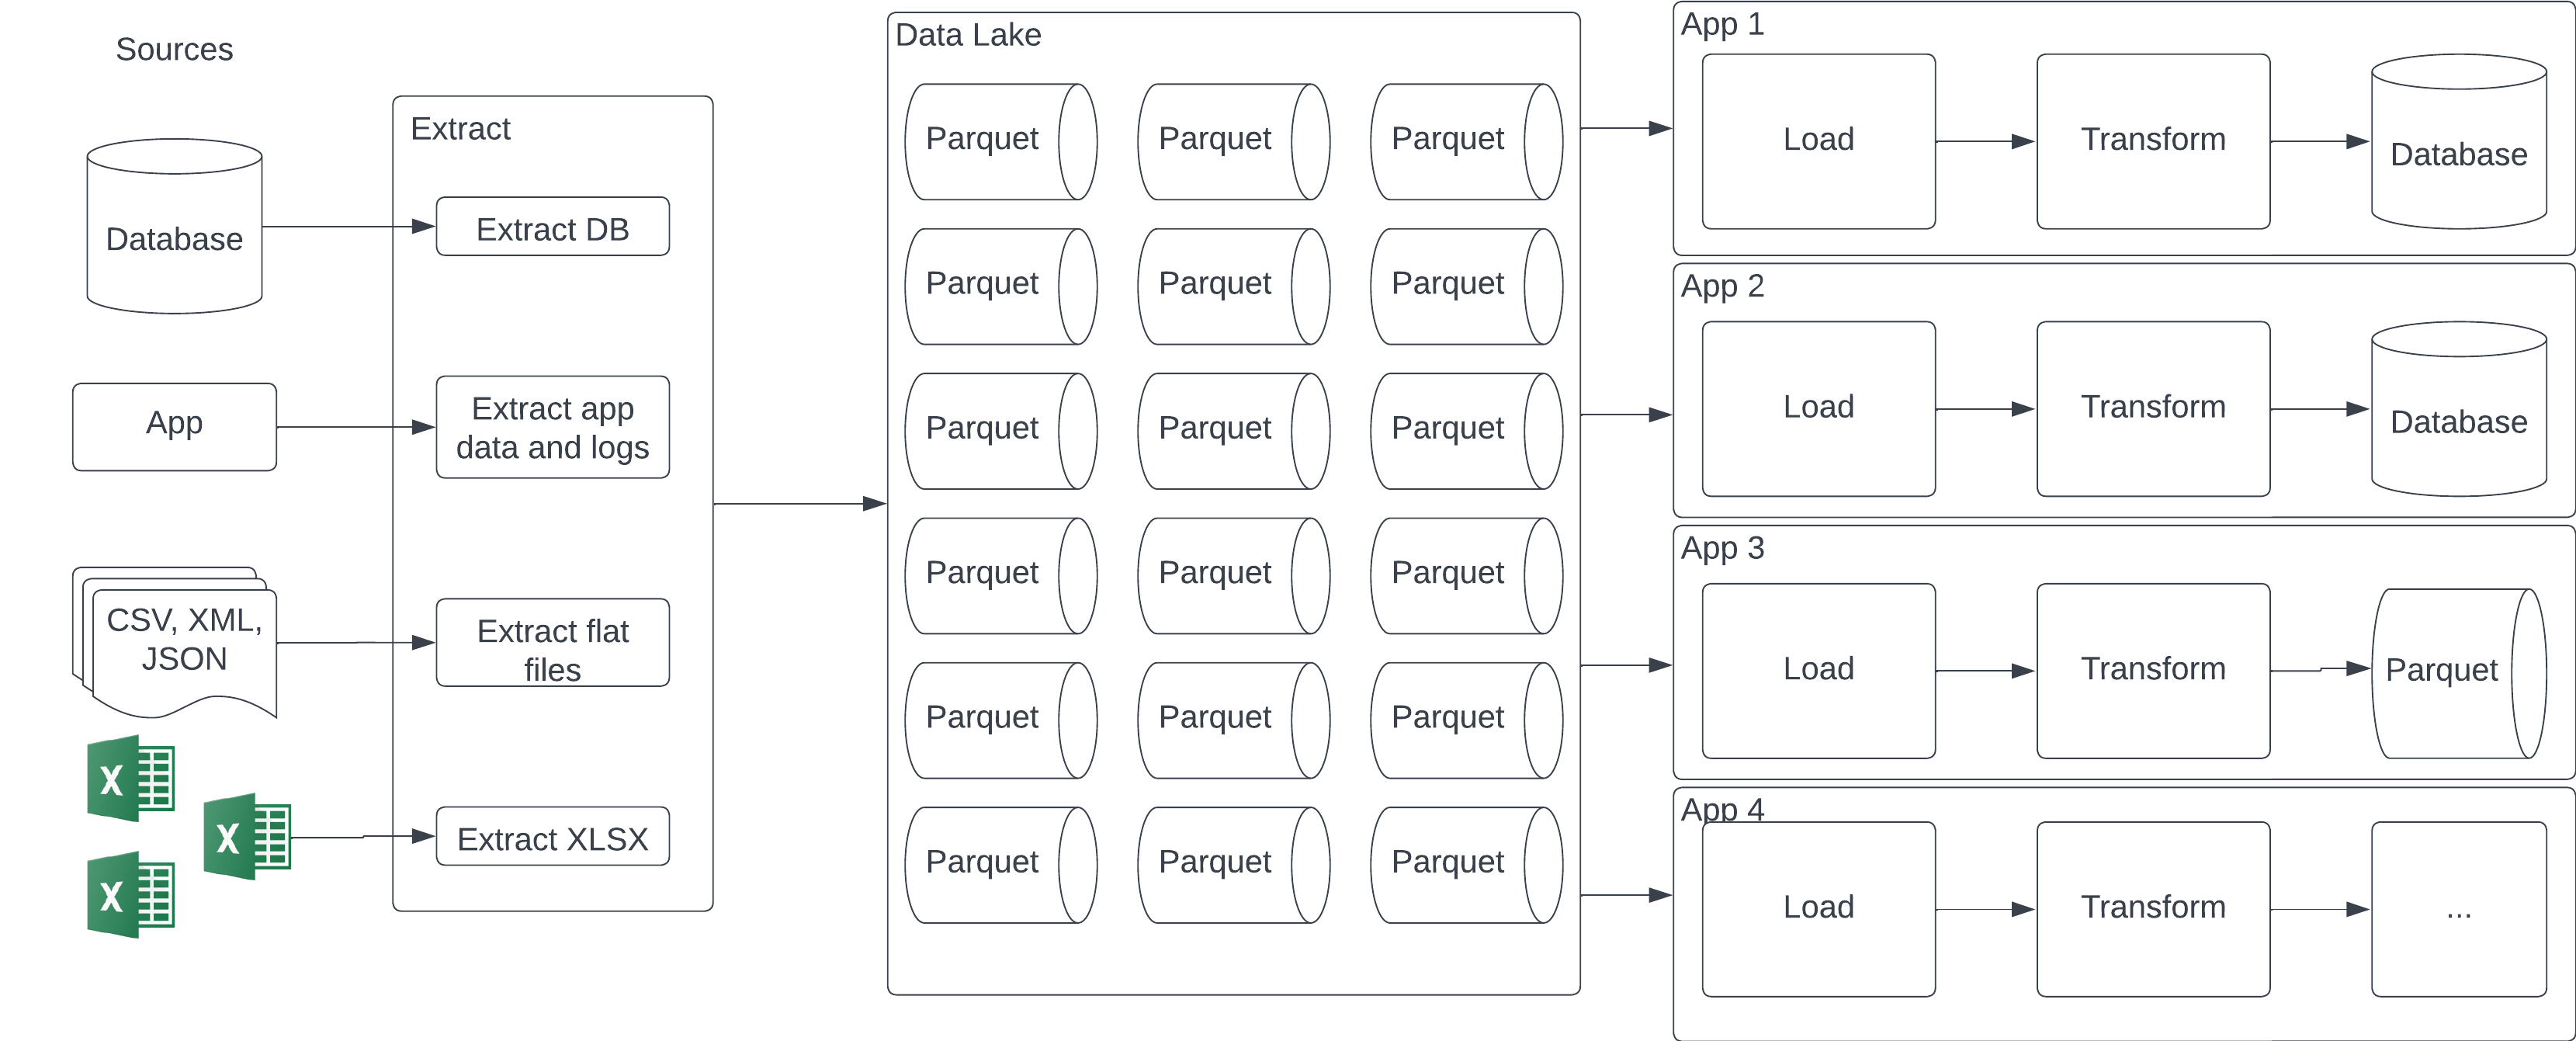 Sources
Database
App
CSV, XML,
JSON
X
X
X
Extract
Extract DB
Extract app
data and logs
Extract flat
files
Extract XLSX
Data Lake
Parquet Parquet Parquet
Parquet Parquet Parquet
Parquet Parquet Parquet
Parquet Parquet Parquet
Parquet Parquet Parquet
Parquet Parquet Parquet
App 1
Load Transform Database
App 2
Load Transform Database
App 3
Load Transform Parquet
App 4
Load Transform ...